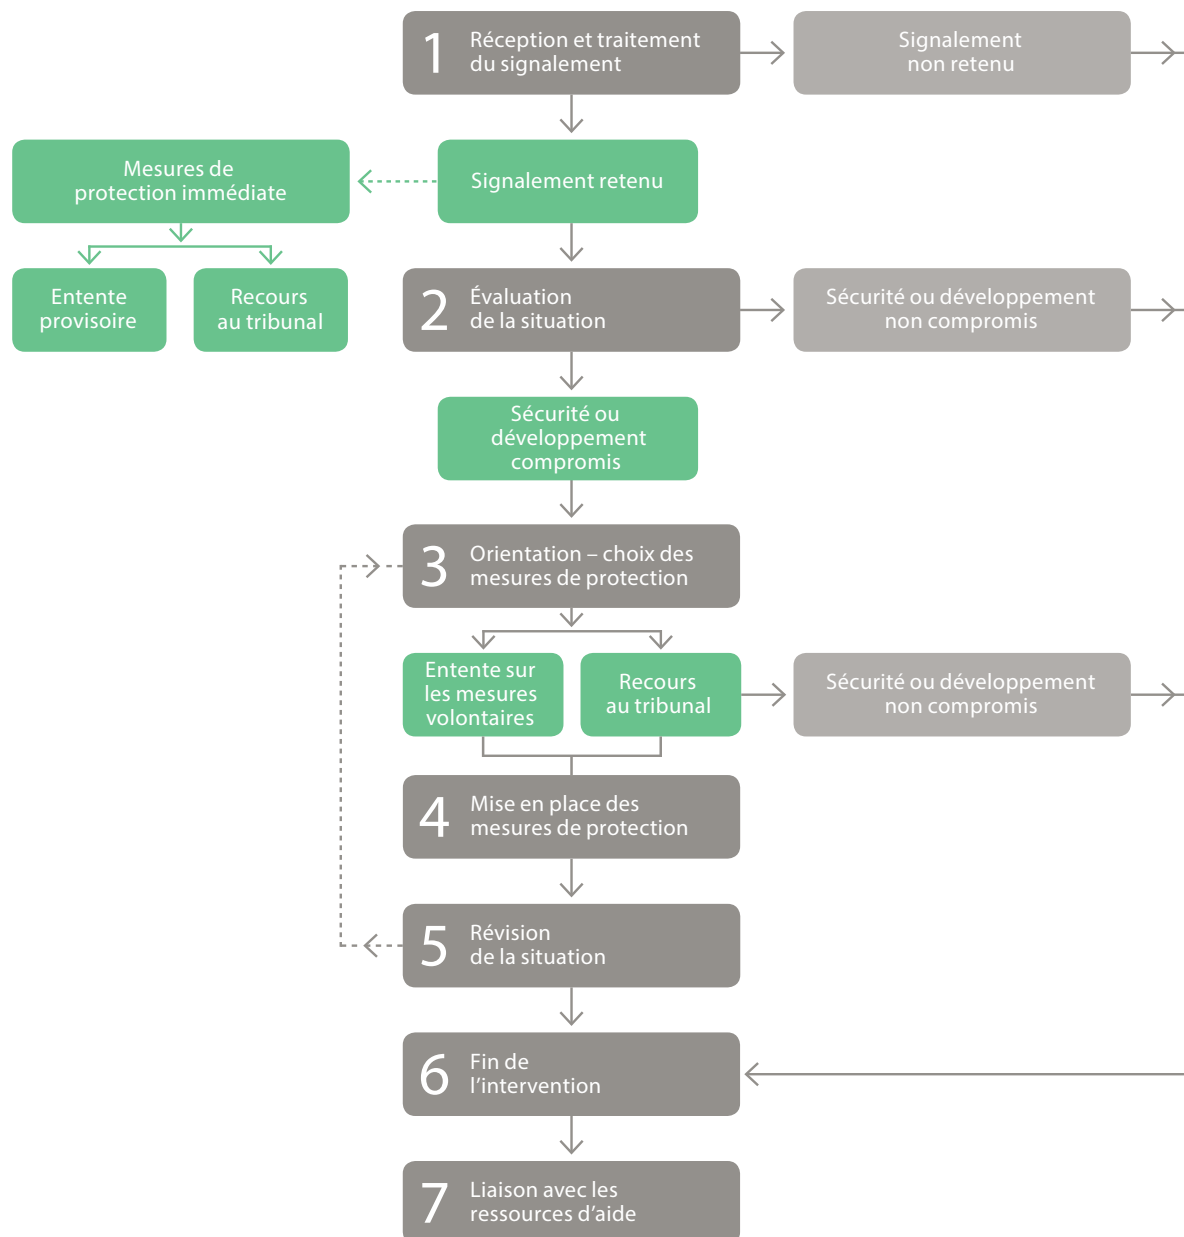 1
Réception et traitement
du signalement
Signalement
non retenu
Mesures de
protection immédiate
Signalement retenu
Entente
provisoire
Recours
au tribunal
2
Évaluation
de la situation
Sécurité ou développement
non compromis
Sécurité ou
développement
compromis
3
Orientation – choix des
mesures de protection
Entente sur
les mesures
volontaires
Recours
au tribunal
Sécurité ou développement
non compromis
4
Mise en place des
mesures de protection
5
Révision
de la situation
6
Fin de
l'intervention
7
Liaison avec les
ressources d'aide